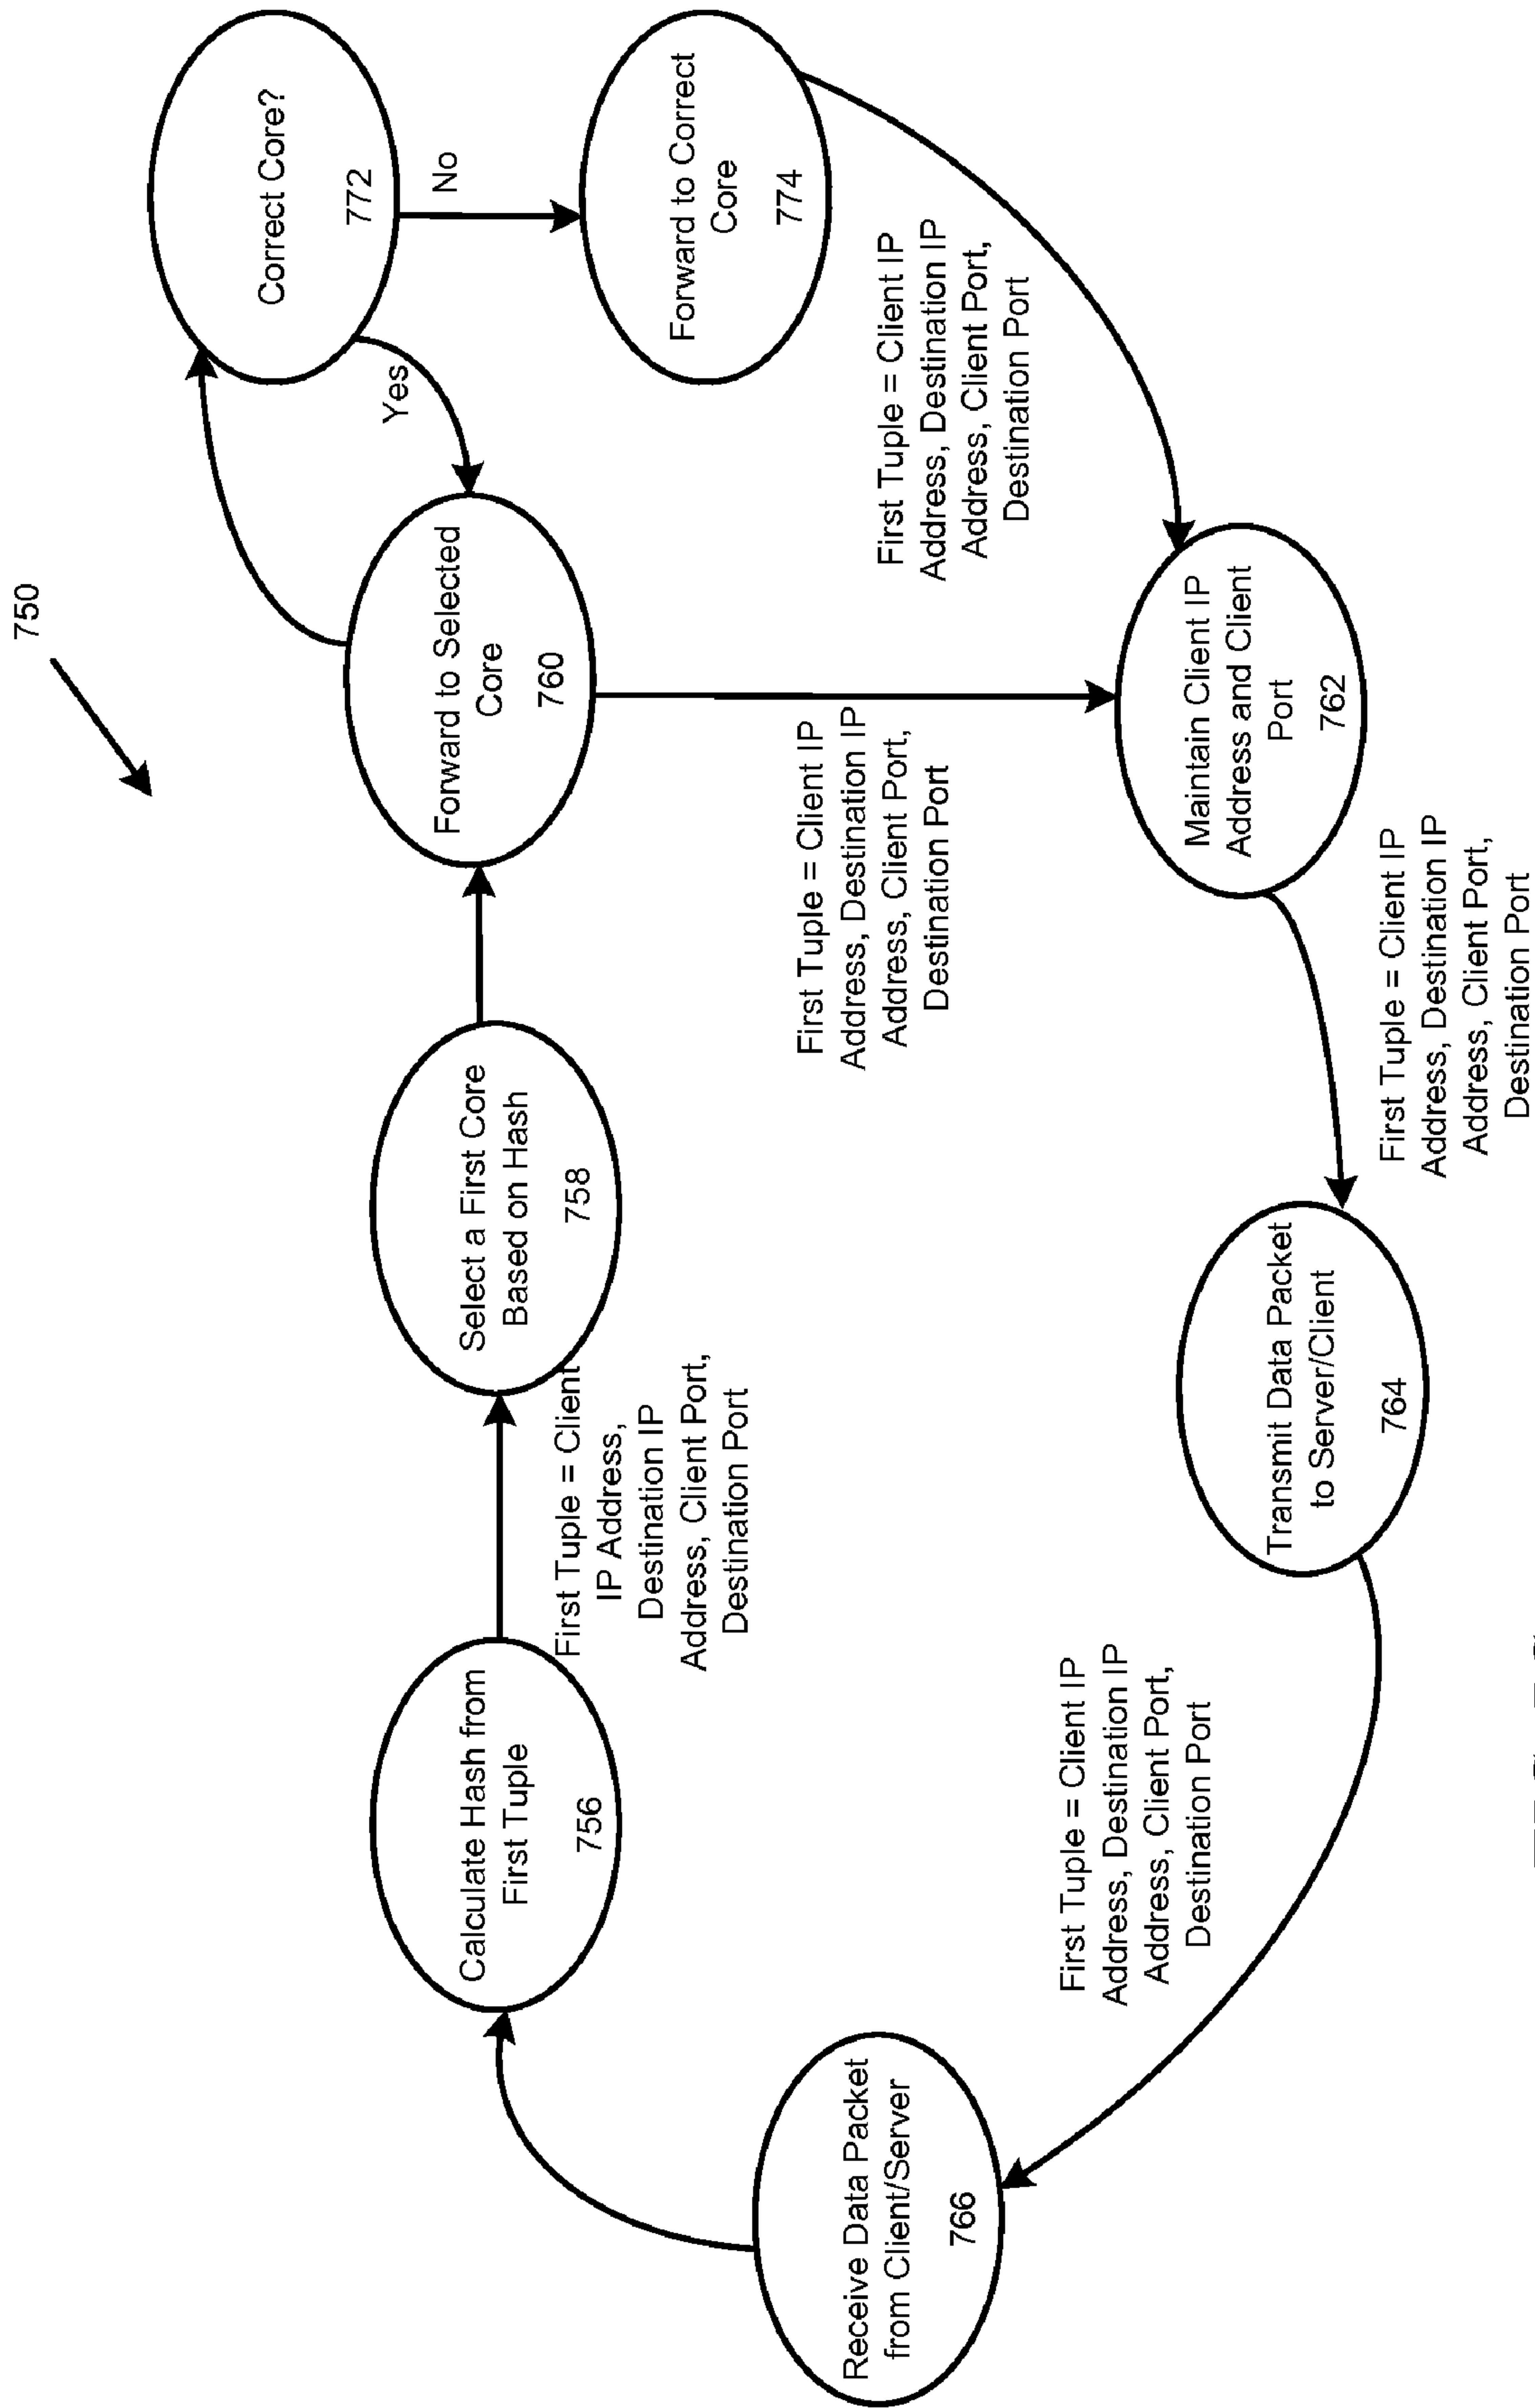 750
Calculate Hash from
First Tuple
756
First Tuple = Client
IP Address,
Destination IP
Address, Client Port,
Destination Port
Select a First Core
Based on Hash
758
Forward to Selected
Core
760
Yes
Correct Core?
772
No
Forward to Correct
Core
774
First Tuple = Client IP
Address, Destination IP
Address, Client Port,
Destination Port
First Tuple = Client IP
Address, Destination IP
Address, Client Port,
Destination Port
Receive Data Packet
from Client/Server
766
First Tuple = Client IP
Address, Destination IP
Address, Client Port,
Destination Port
Transmit Data Packet
to Server/Client
764
Maintain Client IP
Address and Client
Port
762
First Tuple = Client IP
Address, Destination IP
Address, Client Port,
Destination Port